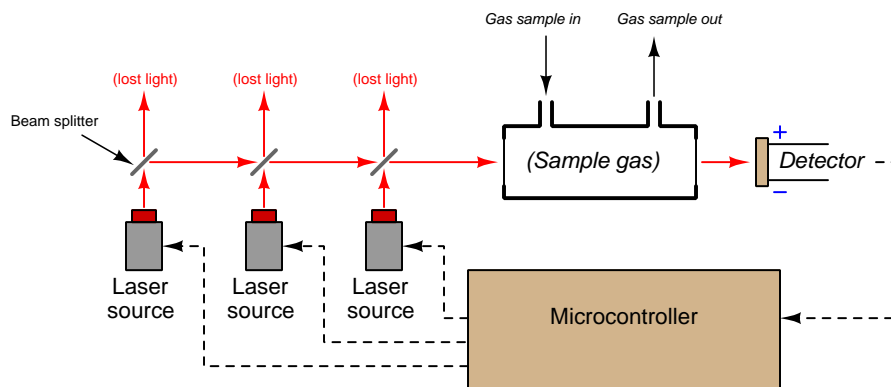 Gas sample in
Gas sample out
(lost light)
(lost light)
(lost light)
Beam splitter
(Sample gas)
+
Detector
−
Laser
source
Laser
source
Laser
source
Microcontroller